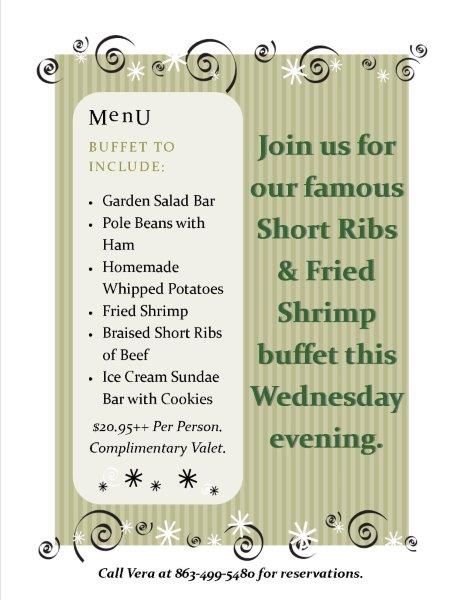 MenU
BUFFET TO
INCLUDE:
• Garden Salad Bar
• Pole Beans with
Ham
• Homemade
Whipped Potatoes
• Fried Shrimp
• Braised Short Ribs
of Beef
• Ice Cream Sundae
Bar with Cookies
$20.95++ Per Person.
Complimentary Valet.
Join us for
our famous
Short Ribs
& Fried
Shrimp
buffet this
Wednesday
evening.
Call Vera at 863-499-5480 for reservations.